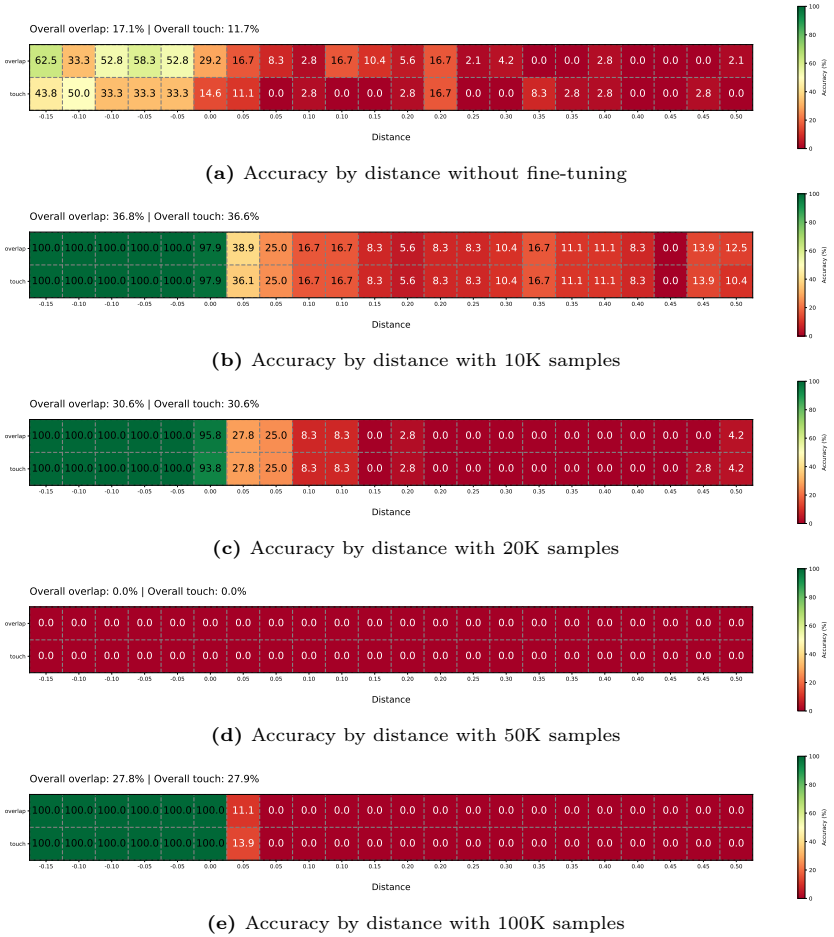 Overall overlap: 17.1% | Overall touch: 11.7%
overlap 62.5 33.3 52.8 58.3 52.8 29.2 16.7 8.3 2.8 16.7 10.4 5.6 16.7 2.1 4.2 0.0 0.0 2.8 0.0 0.0 0.0 2.1
touch 43.8 50.0 33.3 33.3 33.3 14.6 11.1 0.0 2.8 0.0 0.0 2.8 16.7 0.0 0.0 8.3 2.8 2.8 0.0 0.0 2.8 0.0
-0.15 -0.10 -0.10 -0.05 -0.05 0.00 0.05 0.05 0.10 0.10 0.15 0.20 0.20 0.25 0.30 0.35 0.35 0.40 0.40 0.45 0.45 0.50
Distance
100 80 60 40 20 0
Accuracy (%)
(a) Accuracy by distance without fine-tuning
Overall overlap: 36.8% | Overall touch: 36.6%
overlap 100.0 100.0 100.0 100.0 100.0 97.9 38.9 25.0 16.7 16.7 8.3 5.6 8.3 8.3 10.4 16.7 11.1 11.1 8.3 0.0 13.9 12.5
touch 100.0 100.0 100.0 100.0 100.0 97.9 36.1 25.0 16.7 16.7 8.3 5.6 8.3 8.3 10.4 16.7 11.1 11.1 8.3 0.0 13.9 10.4
-0.15 -0.10 -0.10 -0.05 -0.05 0.00 0.05 0.05 0.10 0.10 0.15 0.20 0.20 0.25 0.30 0.35 0.35 0.40 0.40 0.45 0.45 0.50
Distance
100 80 60 40 20 0
Accuracy (%)
(b) Accuracy by distance with 10K samples
Overall overlap: 30.6% | Overall touch: 30.6%
overlap 100.0 100.0 100.0 100.0 100.0 95.8 27.8 25.0 8.3 8.3 0.0 2.8 0.0 0.0 0.0 0.0 0.0 0.0 0.0 0.0 0.0 4.2
touch 100.0 100.0 100.0 100.0 100.0 93.8 27.8 25.0 8.3 8.3 0.0 2.8 0.0 0.0 0.0 0.0 0.0 0.0 0.0 0.0 2.8 4.2
-0.15 -0.10 -0.10 -0.05 -0.05 0.00 0.05 0.05 0.10 0.10 0.15 0.20 0.20 0.25 0.30 0.35 0.35 0.40 0.40 0.45 0.45 0.50
Distance
100 80 60 40 20 0
Accuracy (%)
(c) Accuracy by distance with 20K samples
Overall overlap: 0.0% | Overall touch: 0.0%
overlap 0.0 0.0 0.0 0.0 0.0 0.0 0.0 0.0 0.0 0.0 0.0 0.0 0.0 0.0 0.0 0.0 0.0 0.0 0.0 0.0 0.0 0.0
touch 0.0 0.0 0.0 0.0 0.0 0.0 0.0 0.0 0.0 0.0 0.0 0.0 0.0 0.0 0.0 0.0 0.0 0.0 0.0 0.0 0.0 0.0
-0.15 -0.10 -0.10 -0.05 -0.05 0.00 0.05 0.05 0.10 0.10 0.15 0.20 0.20 0.25 0.30 0.35 0.35 0.40 0.40 0.45 0.45 0.50
Distance
100 80 60 40 20 0
Accuracy (%)
(d) Accuracy by distance with 50K samples
Overall overlap: 27.8% | Overall touch: 27.9%
overlap 100.0 100.0 100.0 100.0 100.0 100.0 11.1 0.0 0.0 0.0 0.0 0.0 0.0 0.0 0.0 0.0 0.0 0.0 0.0 0.0 0.0 0.0
touch 100.0 100.0 100.0 100.0 100.0 100.0 13.9 0.0 0.0 0.0 0.0 0.0 0.0 0.0 0.0 0.0 0.0 0.0 0.0 0.0 0.0 0.0
-0.15 -0.10 -0.10 -0.05 -0.05 0.00 0.05 0.05 0.10 0.10 0.15 0.20 0.20 0.25 0.30 0.35 0.35 0.40 0.40 0.45 0.45 0.50
Distance
100 80 60 40 20 0
Accuracy (%)
(e) Accuracy by distance with 100K samples